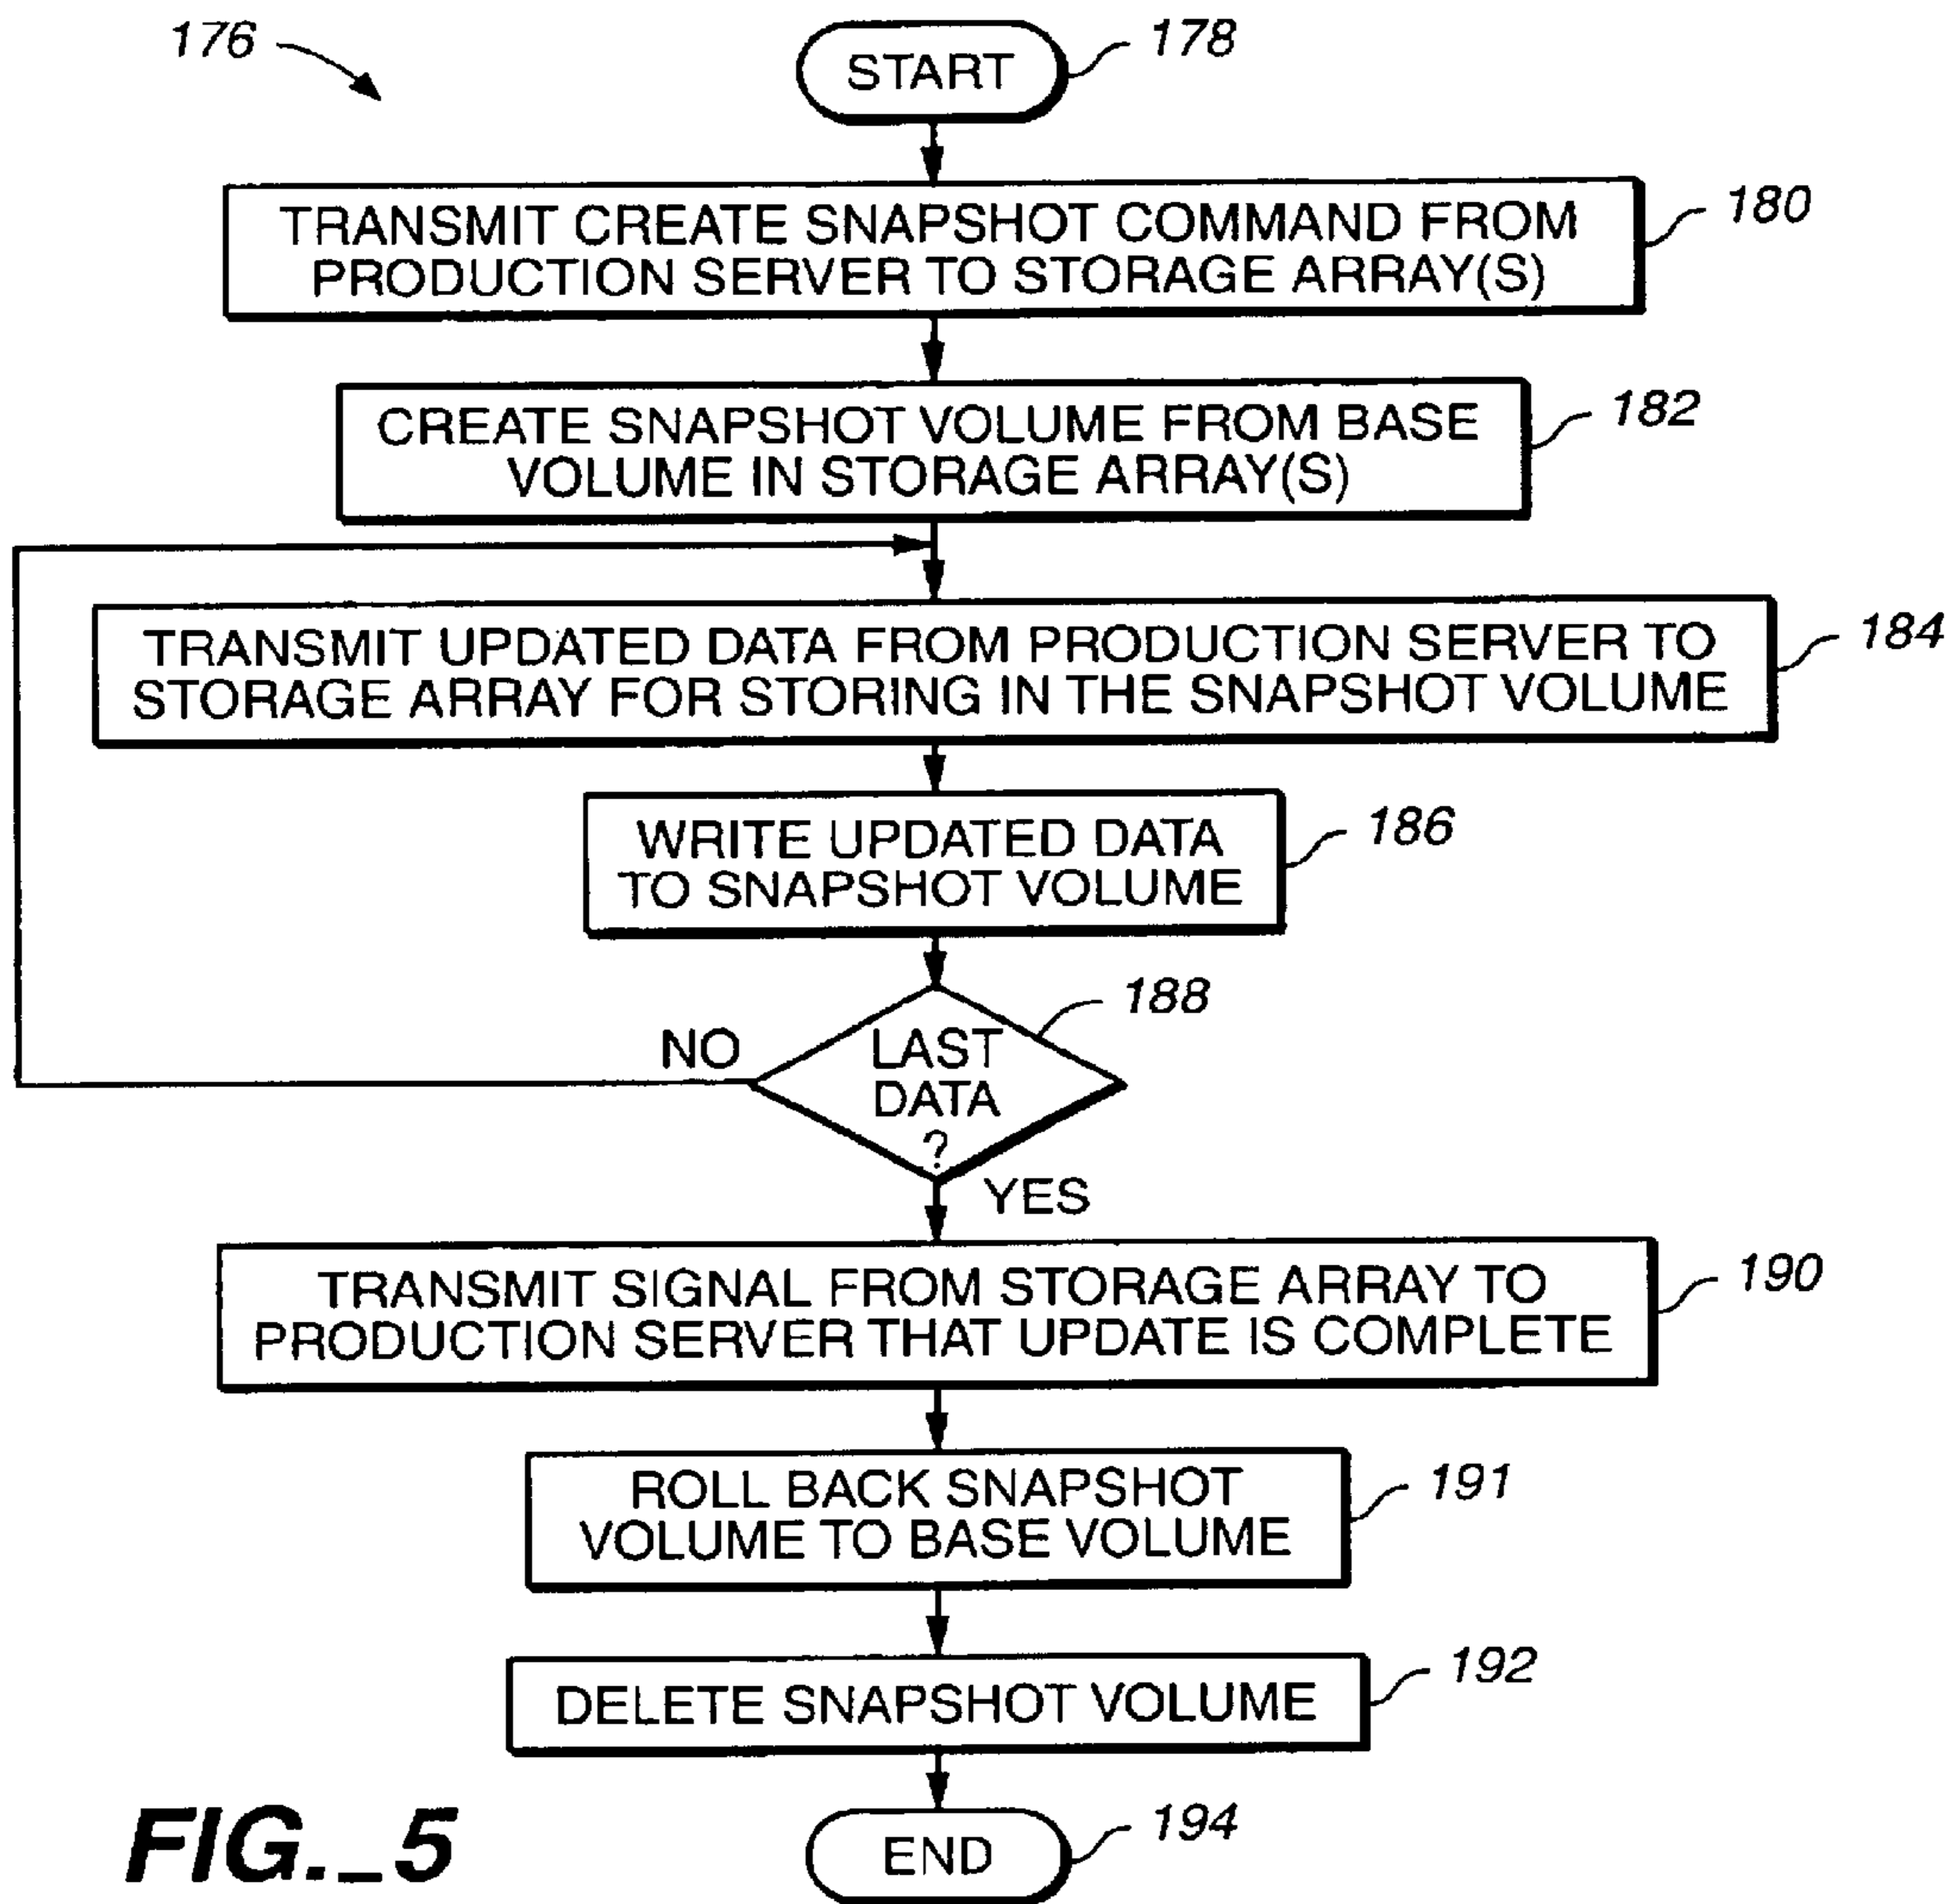 176
START
178
TRANSMIT CREATE SNAPSHOT COMMAND FROM
PRODUCTION SERVER TO STORAGE ARRAY(S)
180
CREATE SNAPSHOT VOLUME FROM BASE
VOLUME IN STORAGE ARRAY(S)
182
TRANSMIT UPDATED DATA FROM PRODUCTION SERVER TO
STORAGE ARRAY FOR STORING IN THE SNAPSHOT VOLUME
184
WRITE UPDATED DATA
TO SNAPSHOT VOLUME
186
188
NO
LAST
DATA
?
YES
TRANSMIT SIGNAL FROM STORAGE ARRAY TO
PRODUCTION SERVER THAT UPDATE IS COMPLETE
190
ROLL BACK SNAPSHOT
VOLUME TO BASE VOLUME
191
DELETE SNAPSHOT VOLUME
192
END
194
FIG._5